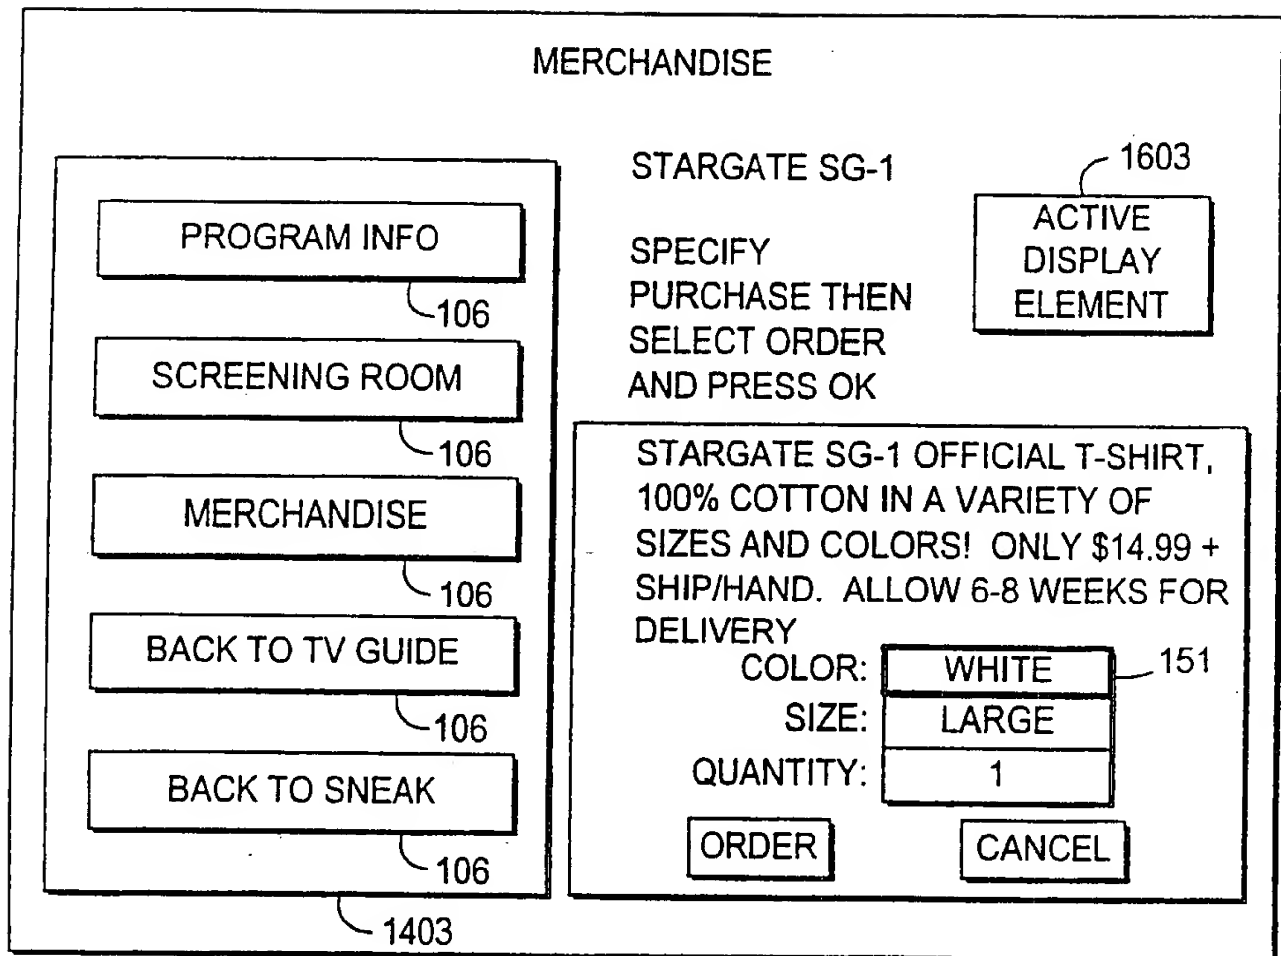 MERCHANDISE
PROGRAM INFO
106
SCREENING ROOM
106
MERCHANDISE
106
BACK TO TV GUIDE
106
BACK TO SNEAK
106
1403
STARGATE SG-1
SPECIFY
PURCHASE THEN
SELECT ORDER
AND PRESS OK
1603
ACTIVE
DISPLAY
ELEMENT
STARGATE SG-1 OFFICIAL T-SHIRT,
100% COTTON IN A VARIETY OF
SIZES AND COLORS! ONLY $14.99 +
SHIP/HAND. ALLOW 6-8 WEEKS FOR
DELIVERY
COLOR: WHITE 151
SIZE: LARGE
QUANTITY: 1
ORDER CANCEL